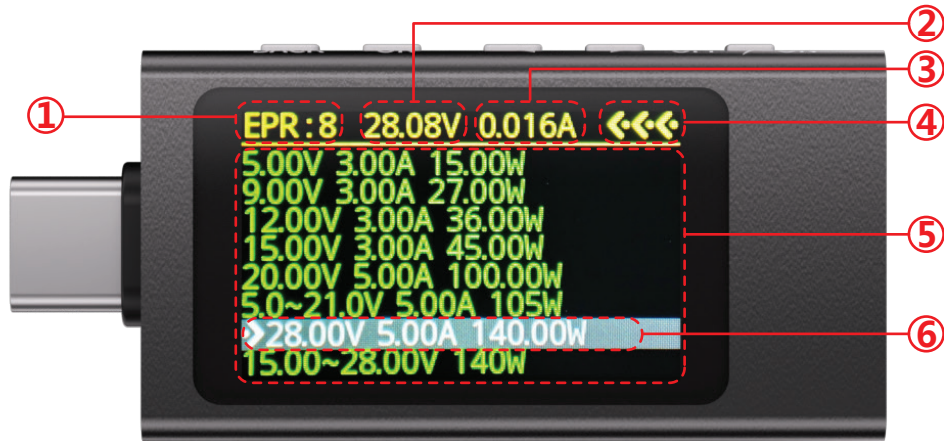 ②
③
①
EPR : 8 28.08V 0.016A
④
5.00V 3.00A 15.00W
9.00V 3.00A 27.00W
12.00V 3.00A 36.00W
15.00V 3.00A 45.00W
⑤
20.00V 5.00A 100.00W
5.0~21.0V 5.00A 105W
>28.00V 5.00A 140.00W
⑥
15.00~28.00V 140W